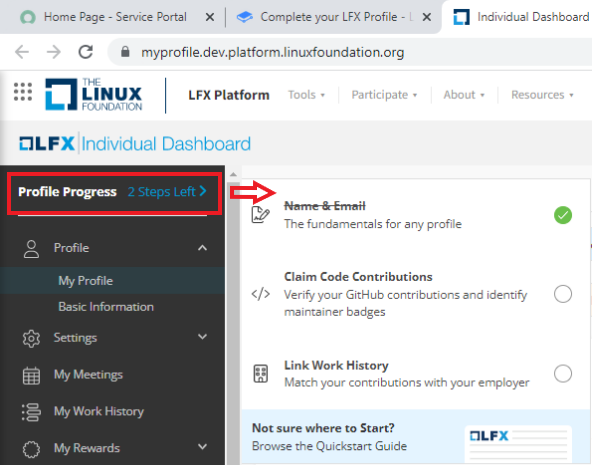 Home Page - Service Portal
Complete your LFX Profile - L
Individual Dashboard
myprofile.dev.platform.linuxfoundation.org
THE
LINUX
FOUNDATION
LFX Platform
Tools
Participate
About
Resources
LFX Individual Dashboard
Profile Progress 2 Steps Left
Profile
My Profile
Basic Information
Settings
My Meetings
My Work History
My Rewards
Name & Email
The fundamentals for any profile
Claim Code Contributions
Verify your GitHub contributions and identify
maintainer badges
Link Work History
Match your contributions with your employer
Not sure where to Start?
Browse the Quickstart Guide
LFX